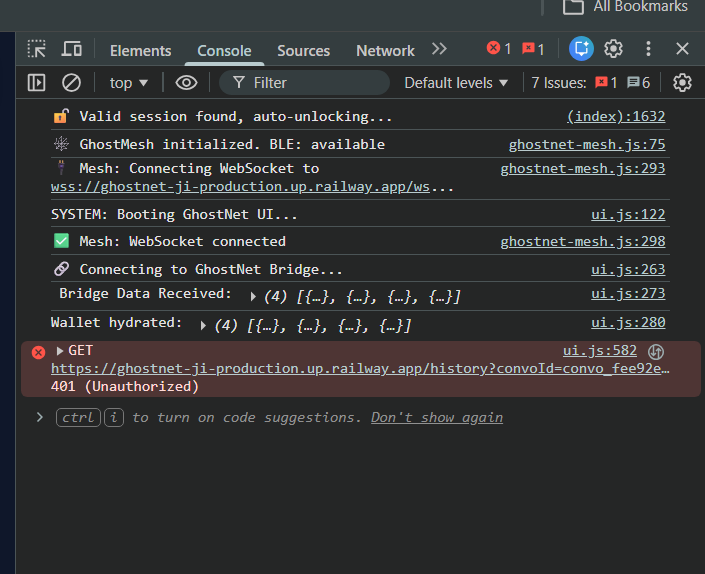 All Bookmarks
Elements Console Sources Network 1 1
top Filter Default levels 7 Issues: 1 6
Valid session found, auto-unlocking... (index):1632
GhostMesh initialized. BLE: available ghostnet-mesh.js:75
Mesh: Connecting WebSocket to ghostnet-mesh.js:293
wss://ghostnet-ji-production.up.railway.app/ws...
SYSTEM: Booting GhostNet UI... ui.js:122
Mesh: WebSocket connected ghostnet-mesh.js:298
Connecting to GhostNet Bridge... ui.js:263
Bridge Data Received: (4) [{…}, {…}, {…}, {…}] ui.js:273
Wallet hydrated: (4) [{…}, {…}, {…}, {…}] ui.js:280
GET ui.js:582
https://ghostnet-ji-production.up.railway.app/history?convoId=convo_fee92e…
401 (Unauthorized)
ctrl i to turn on code suggestions. Don't show again